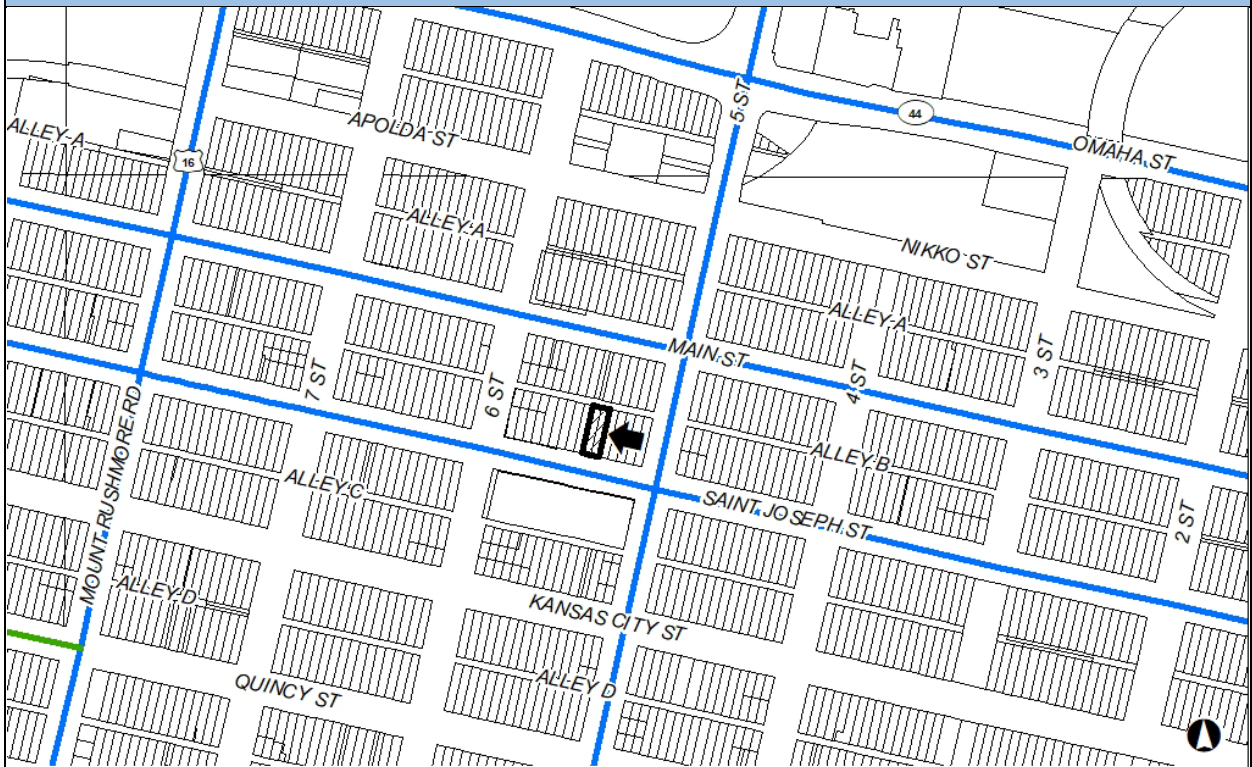 5 ST
44
OMAHA ST
APOLDA ST
ALLEY A
16
ALLEY A
NIKKO ST
ALLEY A
MAIN ST
3 ST
7 ST
6 ST
4 ST
MOUNT RUSHMORE RD
ALLEY B
ALLEY C
SAINT JOSEPH ST
2 ST
ALLEY D
KANSAS CITY ST
QUINCY ST
ALLEY D